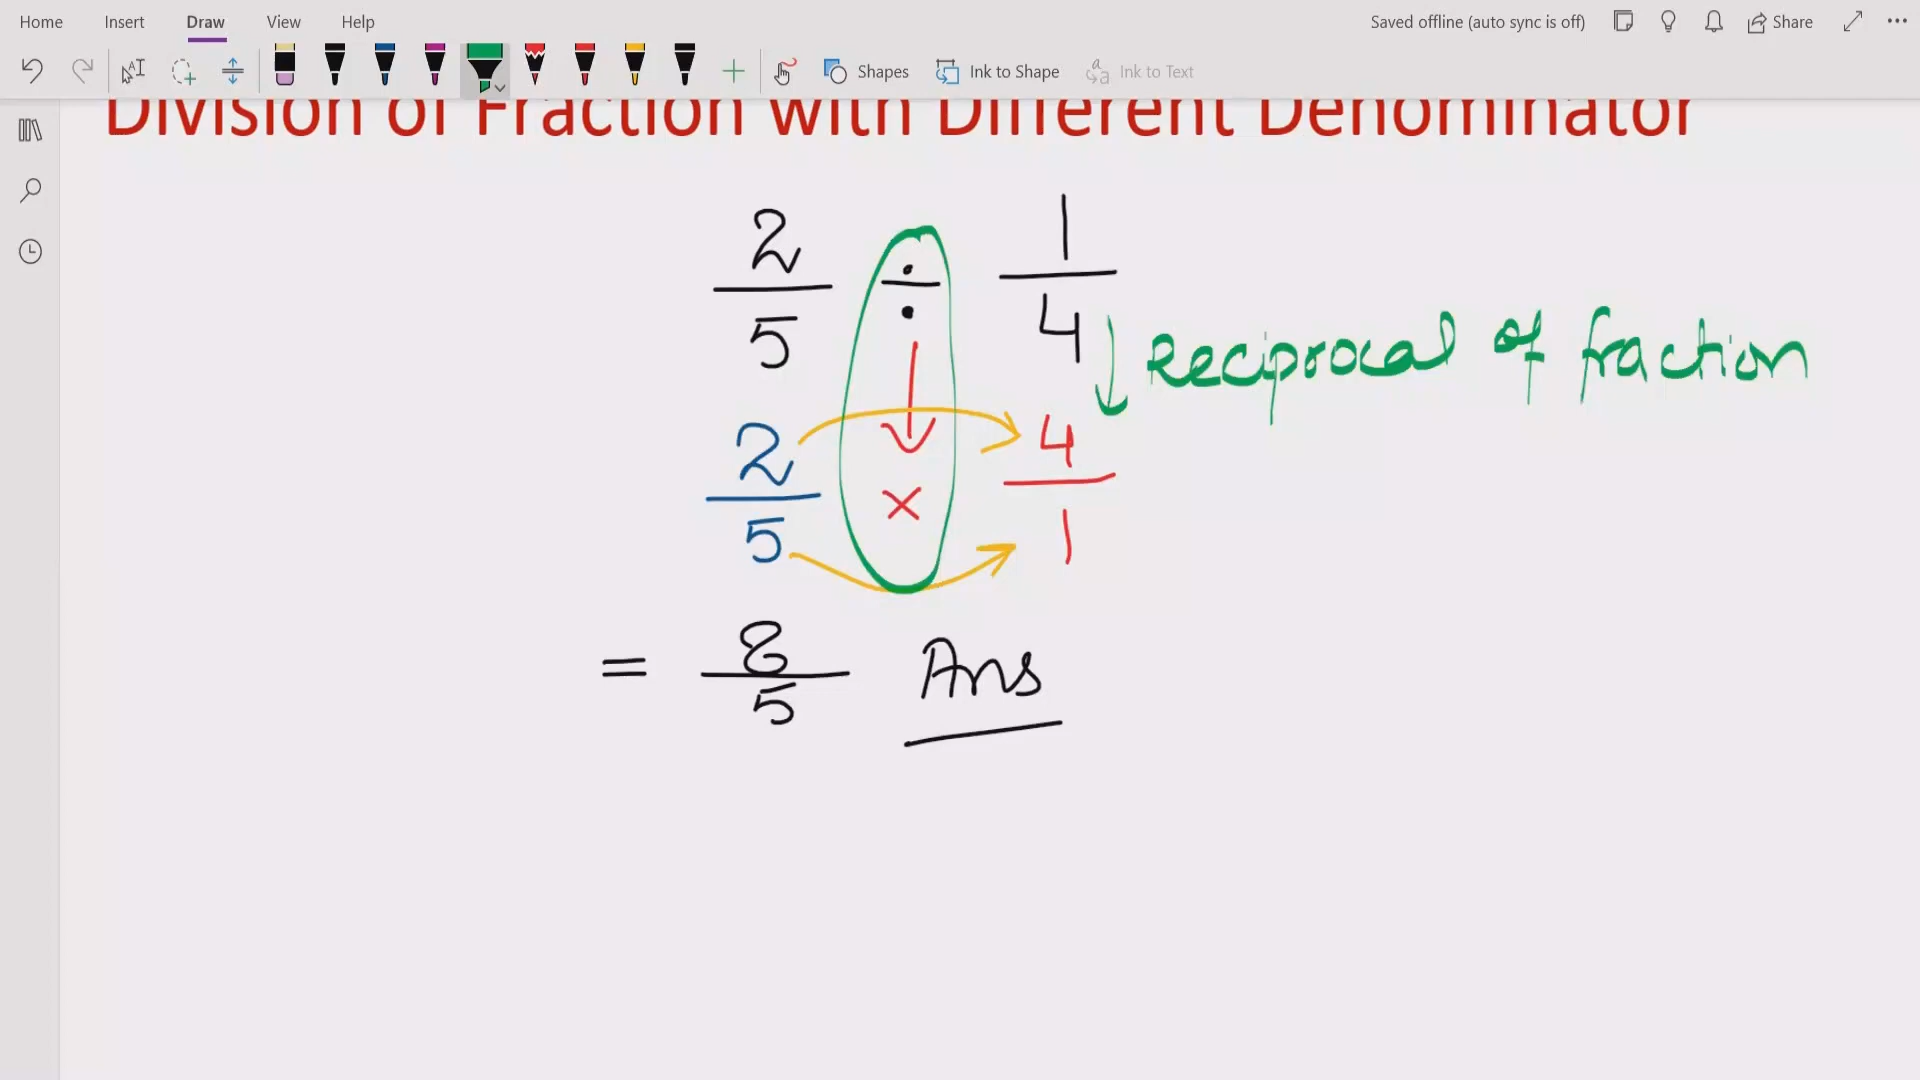 Home Insert Draw View Help Saved offline (auto sync is off) Share
Shapes Ink to Shape Ink to Text
Division of Fraction with Different Denominator
2/5 ÷ 1/4
Reciprocal of fraction
2/5 × 4/1
= 8/5 Ans